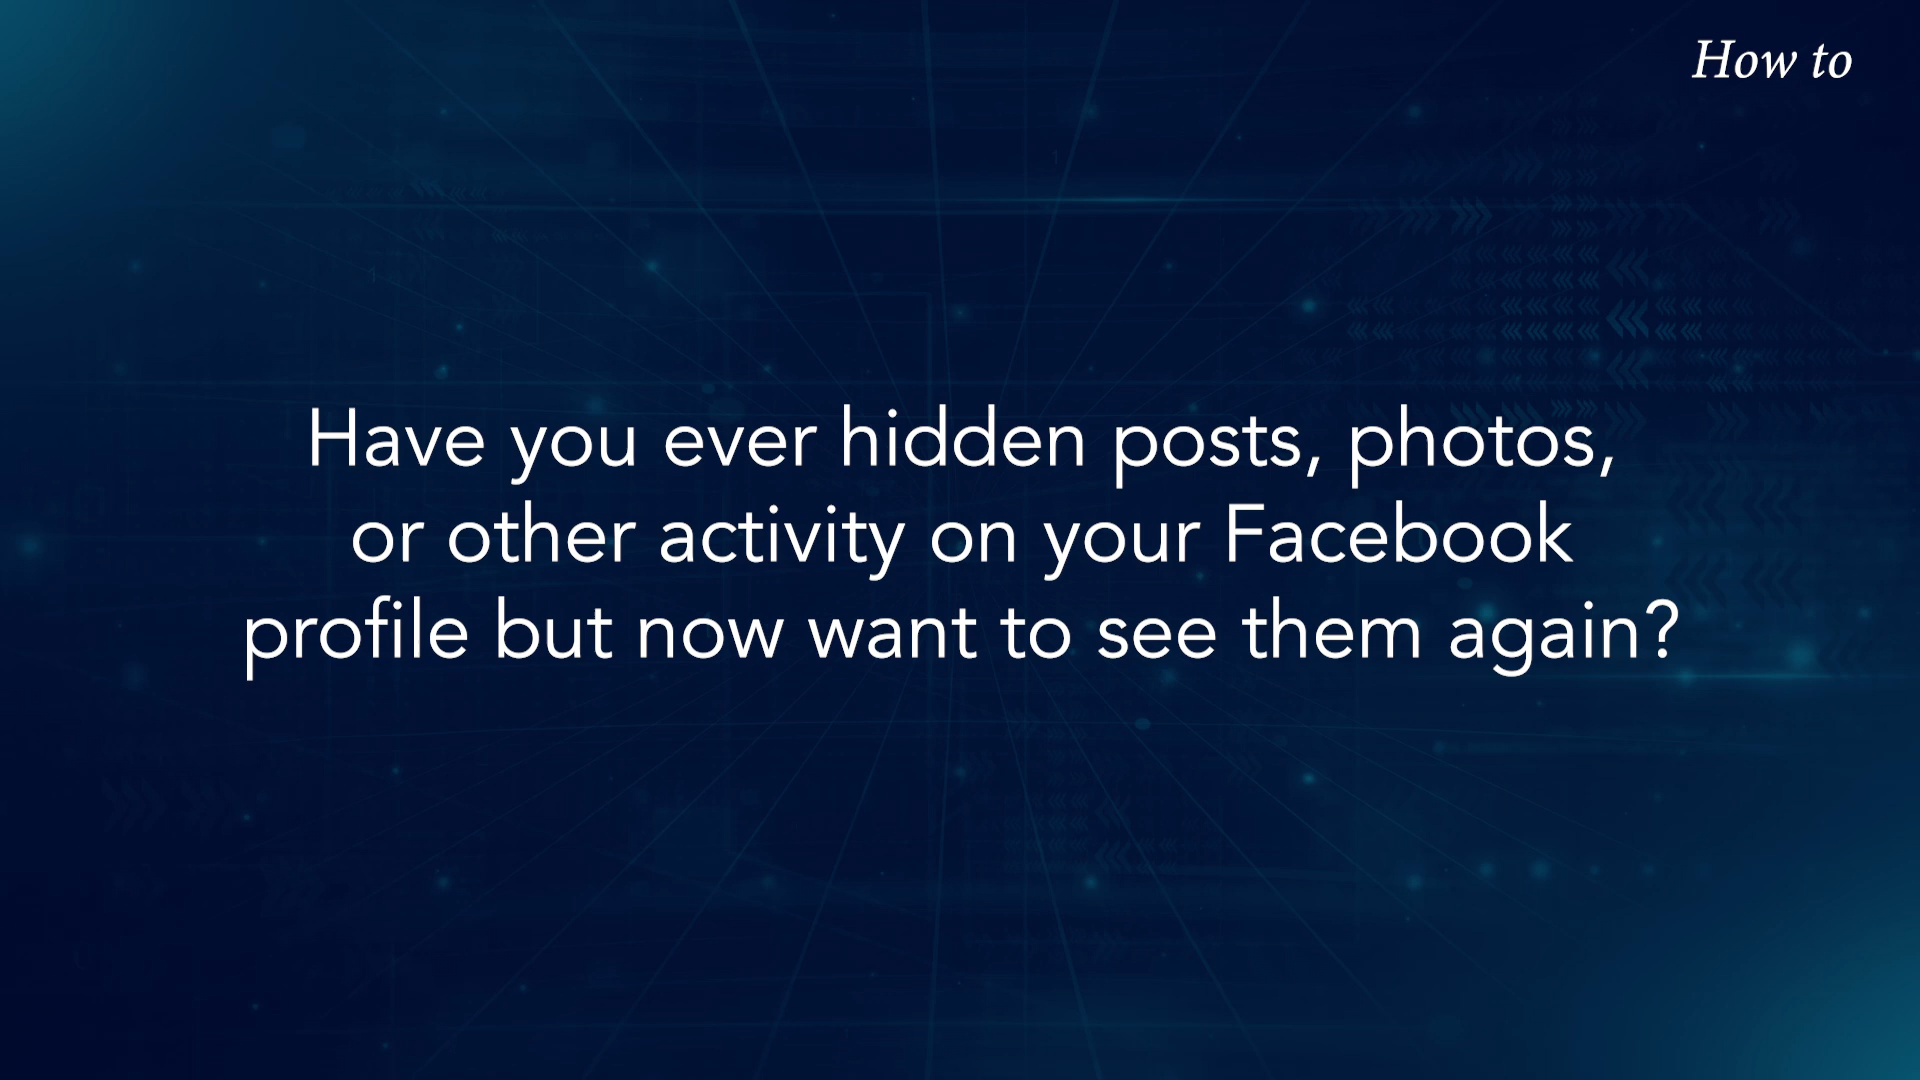 How to
Have you ever hidden posts, photos,
or other activity on your Facebook
profile but now want to see them again?